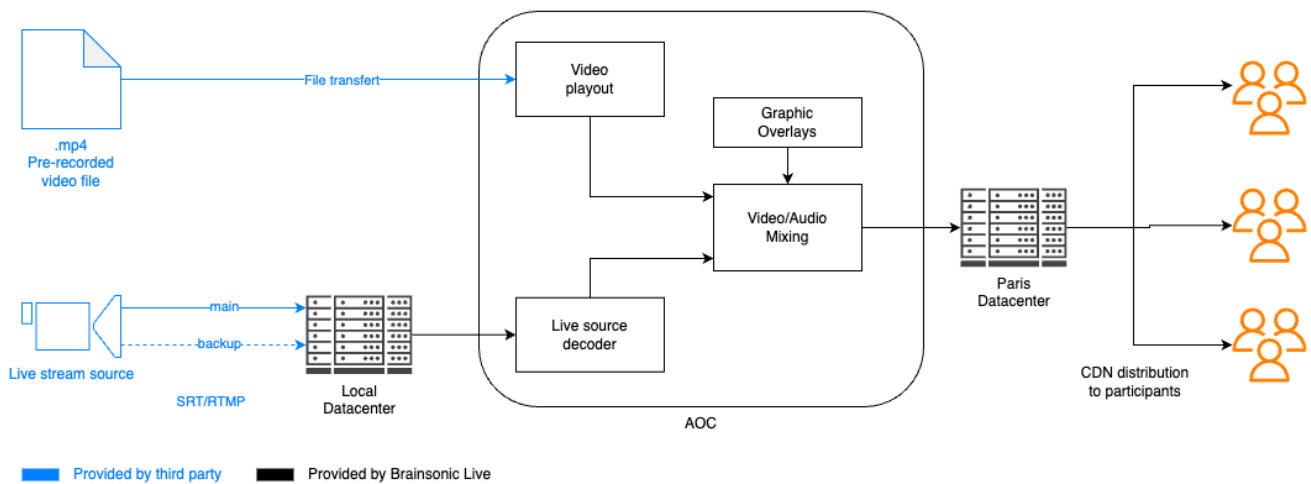 File transfert
Video
playout
.mp4
Pre-recorded
video file
Graphic
Overlays
Video/Audio
Mixing
Paris
Datacenter
main
backup
Live stream source
SRT/RTMP
Local
Datacenter
Live source
decoder
CDN distribution
to participants
AOC
Provided by third party
Provided by Brainsonic Live